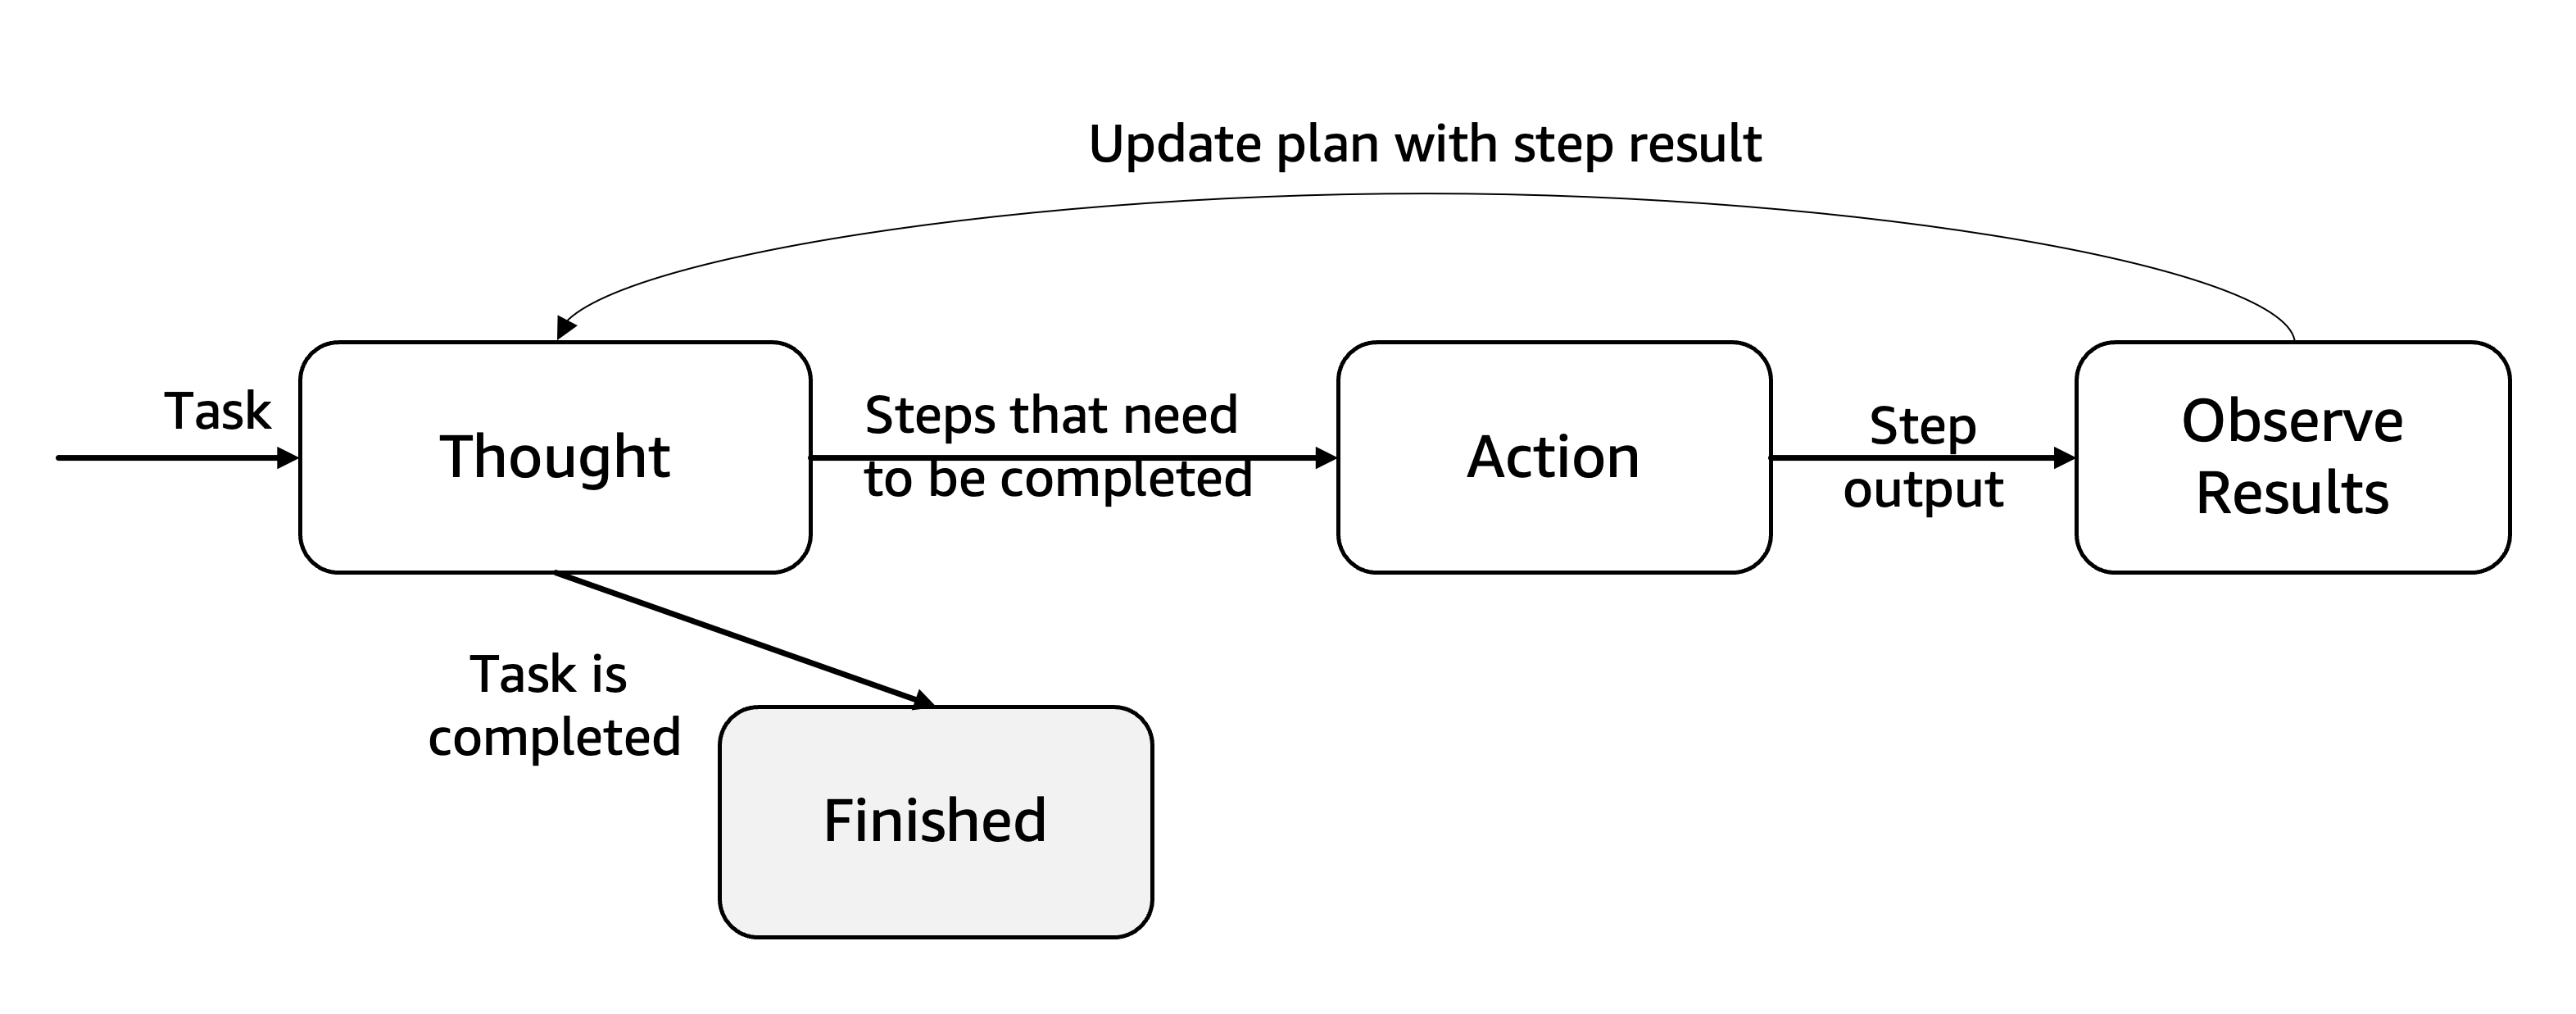 Update plan with step result
Task
Thought
Steps that need
to be completed
Action
Step
output
Observe
Results
Task is
completed
Finished